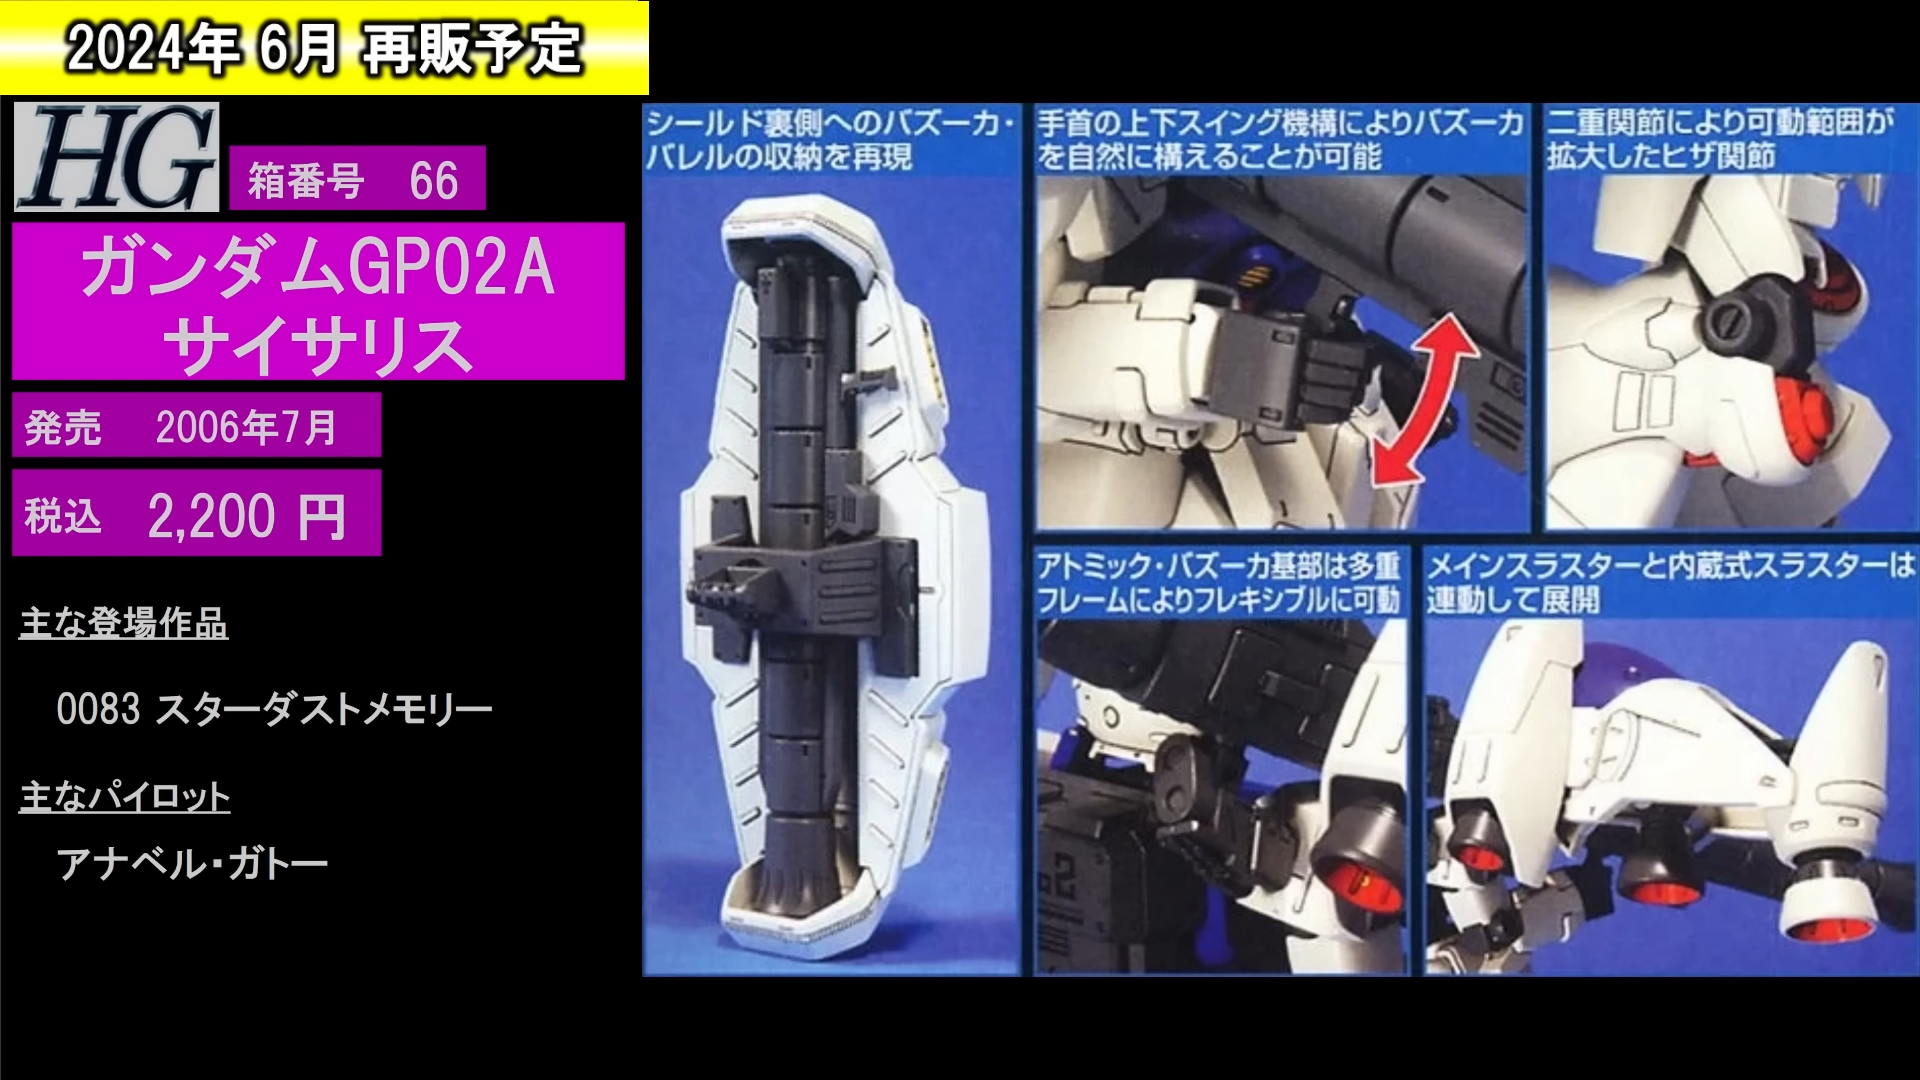 2024年 6月 再販予定
HG
箱番号 66
ガンダムGP02A
サイサリス
発売 2006年7月
税込 2,200 円
主な登場作品
0083 スターダストメモリー
主なパイロット
アナベル・ガトー
シールド裏側へのバズーカ・
バレルの収納を再現
手首の上下スイング機構によりバズーカ
を自然に構えることが可能
二重関節により可動範囲が
拡大したヒザ関節
アトミック・バズーカ基部は多重
フレームによりフレキシブルに可動
メインスラスターと内蔵式スラスターは
連動して展開